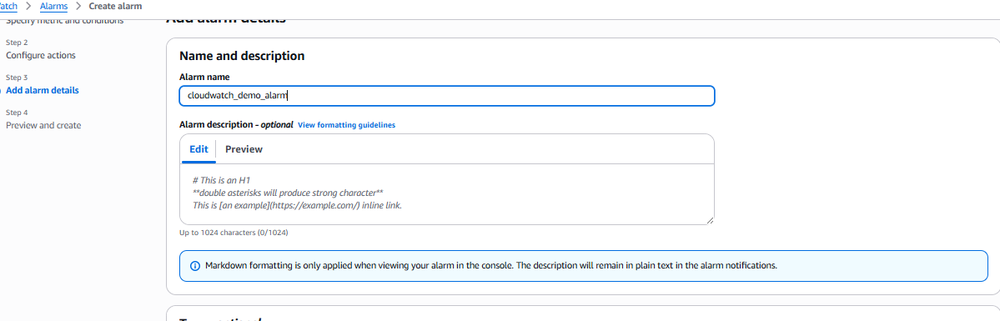 Alarms > Create alarm
Specify metric and conditions
Step 2
Configure actions
Step 3
Add alarm details
Step 4
Preview and create
Add alarm details
Name and description
Alarm name
cloudwatch_demo_alarm
Alarm description - optional View formatting guidelines
Edit Preview
# This is an H1
**double asterisks will produce strong character**
This is [an example](https://example.com/) inline link.
Up to 1024 characters (0/1024)
Markdown formatting is only applied when viewing your alarm in the console. The description will remain in plain text in the alarm notifications.